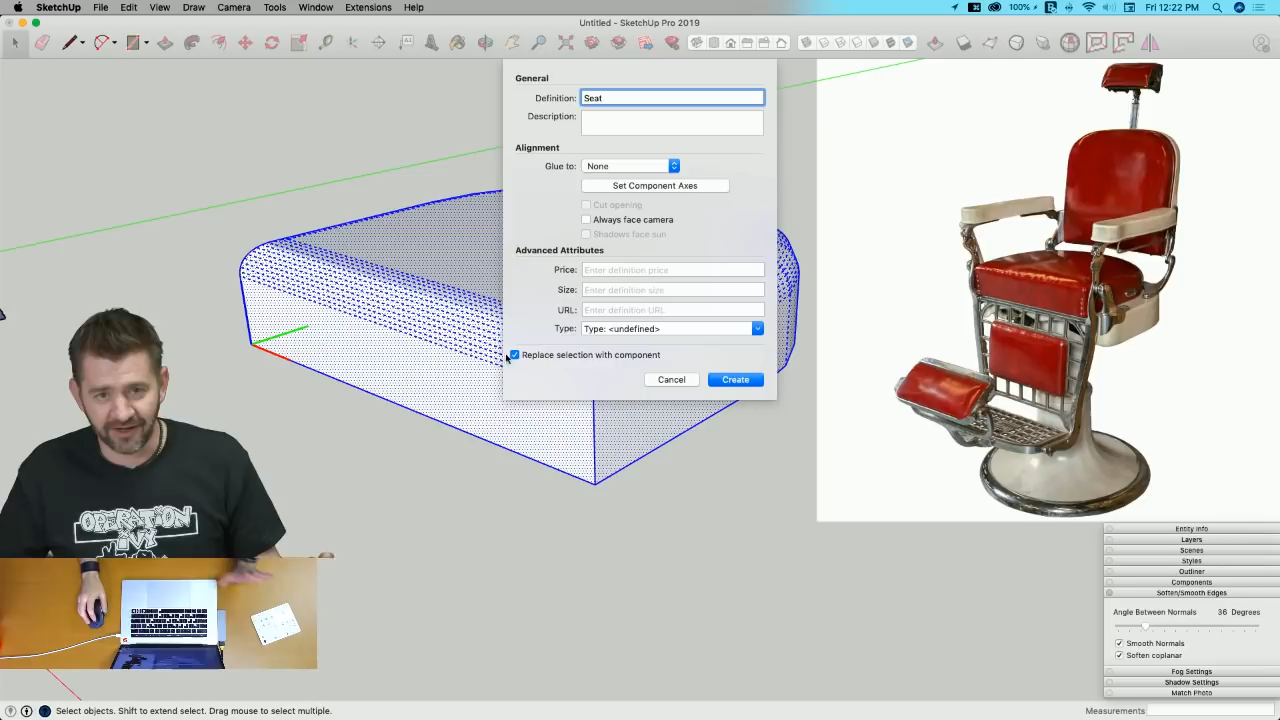 SketchUp File Edit View Draw Camera Tools Window Extensions Help
100% Fri 12:22 PM
Untitled - SketchUp Pro 2019
General
Definition: Seat
Description:
Alignment
Glue to: None
Set Component Axes
Cut opening
Always face camera
Shadows face sun
Advanced Attributes
Price: Enter definition price
Size: Enter definition size
URL: Enter definition URL
Type: Type: <undefined>
Replace selection with component
Cancel Create
OPERATION
IVY
Entity Info
Layers
Scenes
Styles
Outliner
Components
Soften/Smooth Edges
Angle Between Normals 36 Degrees
Smooth Normals
Soften coplanar
Fog Settings
Shadow Settings
Match Photo
Select objects. Shift to extend select. Drag mouse to select multiple.
Measurements